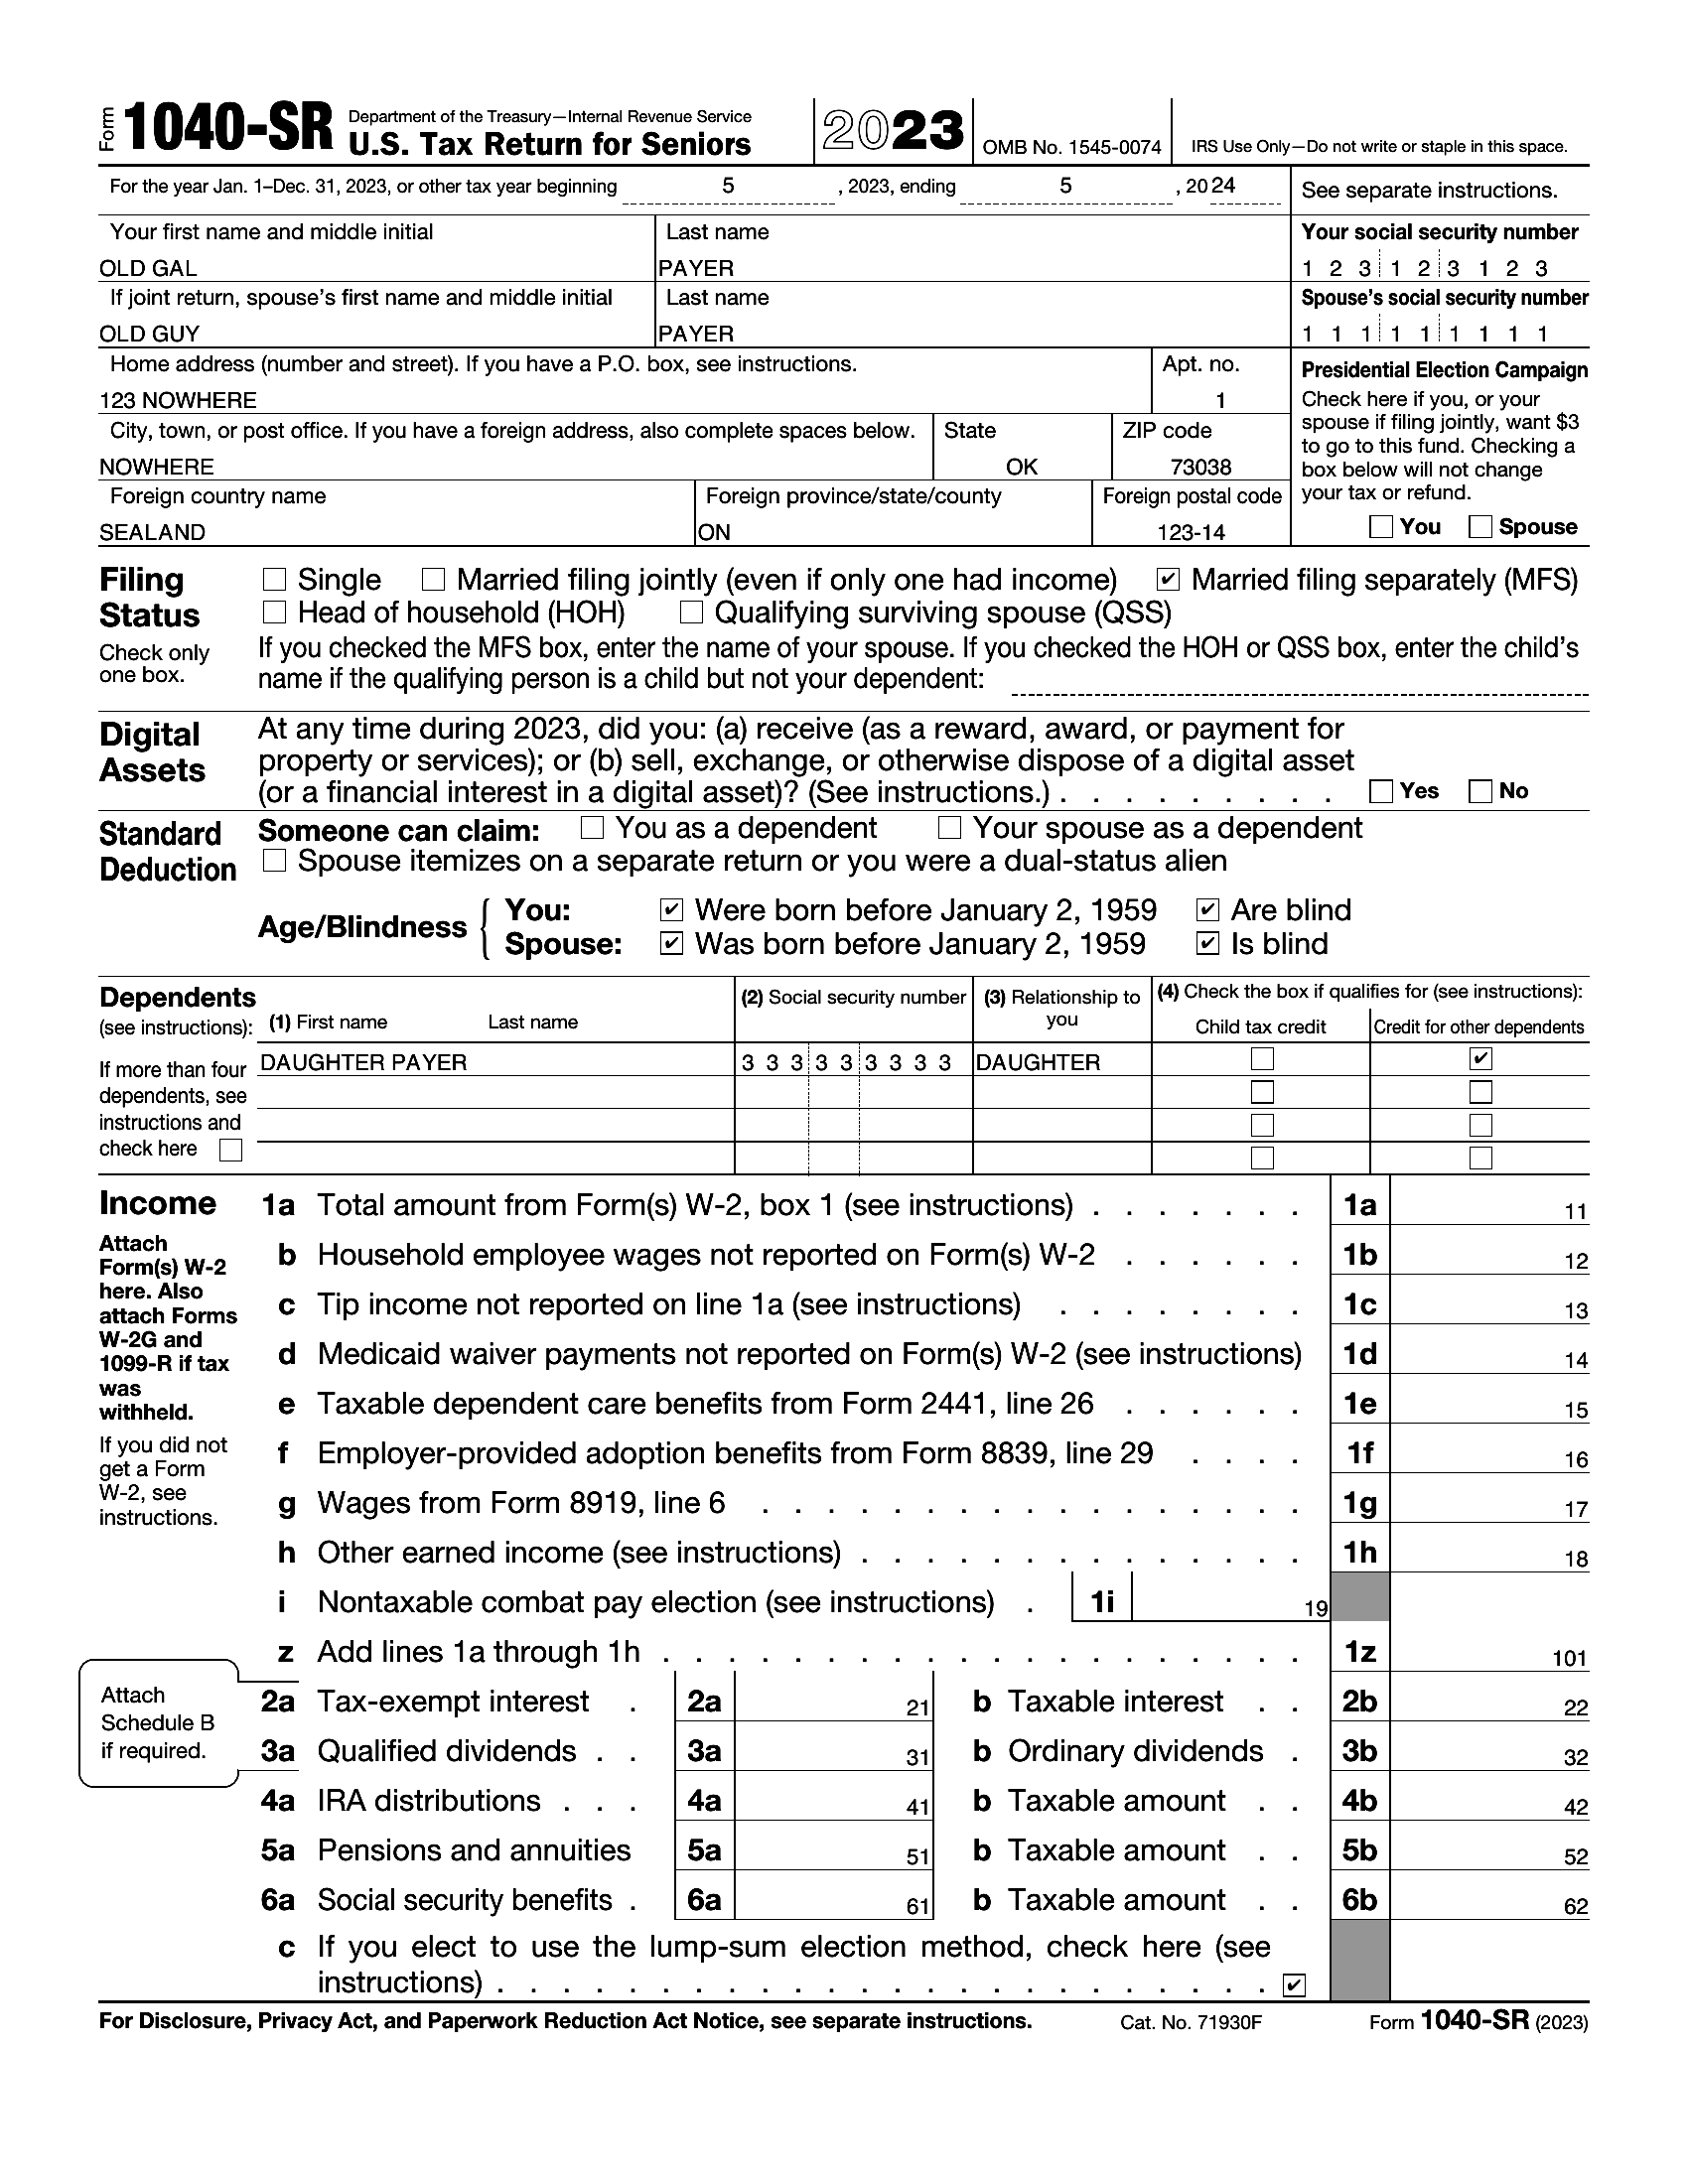 Form 1040-SR Department of the Treasury—Internal Revenue Service
U.S. Tax Return for Seniors
2023
OMB No. 1545-0074
IRS Use Only—Do not write or staple in this space.
For the year Jan. 1–Dec. 31, 2023, or other tax year beginning 5 , 2023, ending 5 , 20 24
See separate instructions.
Your first name and middle initial
OLD GAL
Last name
PAYER
Your social security number
1 2 3 1 2 3 1 2 3
If joint return, spouse's first name and middle initial
OLD GUY
Last name
PAYER
Spouse's social security number
1 1 1 1 1 1 1 1 1
Home address (number and street). If you have a P.O. box, see instructions.
123 NOWHERE
Apt. no.
1
City, town, or post office. If you have a foreign address, also complete spaces below.
NOWHERE
State
OK
ZIP code
73038
Foreign country name
SEALAND
Foreign province/state/county
ON
Foreign postal code
123-14
Presidential Election Campaign
Check here if you, or your
spouse if filing jointly, want $3
to go to this fund. Checking a
box below will not change
your tax or refund.
You Spouse
Filing
Status
Check only
one box.
Single Married filing jointly (even if only one had income) ✔ Married filing separately (MFS)
Head of household (HOH) Qualifying surviving spouse (QSS)
If you checked the MFS box, enter the name of your spouse. If you checked the HOH or QSS box, enter the child's
name if the qualifying person is a child but not your dependent:
Digital
Assets
At any time during 2023, did you: (a) receive (as a reward, award, or payment for
property or services); or (b) sell, exchange, or otherwise dispose of a digital asset
(or a financial interest in a digital asset)? (See instructions.) . . . . . . . . . Yes No
Standard
Deduction
Someone can claim: You as a dependent Your spouse as a dependent
Spouse itemizes on a separate return or you were a dual-status alien
Age/Blindness
You: ✔ Were born before January 2, 1959 ✔ Are blind
Spouse: ✔ Was born before January 2, 1959 ✔ Is blind
Dependents
(see instructions):
If more than four
dependents, see
instructions and
check here
(1) First name Last name
(2) Social security number
(3) Relationship to
you
(4) Check the box if qualifies for (see instructions):
Child tax credit Credit for other dependents
DAUGHTER PAYER 3 3 3 3 3 3 3 3 3 DAUGHTER ✔
Income
Attach
Form(s) W-2
here. Also
attach Forms
W-2G and
1099-R if tax
was
withheld.
If you did not
get a Form
W-2, see
instructions.
1a Total amount from Form(s) W-2, box 1 (see instructions) . . . . . . . 1a 11
b Household employee wages not reported on Form(s) W-2 . . . . . . 1b 12
c Tip income not reported on line 1a (see instructions) . . . . . . . . 1c 13
d Medicaid waiver payments not reported on Form(s) W-2 (see instructions) 1d 14
e Taxable dependent care benefits from Form 2441, line 26 . . . . . . 1e 15
f Employer-provided adoption benefits from Form 8839, line 29 . . . . 1f 16
g Wages from Form 8919, line 6 . . . . . . . . . . . . . . . . . 1g 17
h Other earned income (see instructions) . . . . . . . . . . . . . . 1h 18
i Nontaxable combat pay election (see instructions) . 1i 19
z Add lines 1a through 1h . . . . . . . . . . . . . . . . . . . . 1z 101
Attach
Schedule B
if required.
2a Tax-exempt interest . 2a 21 b Taxable interest . . 2b 22
3a Qualified dividends . . 3a 31 b Ordinary dividends . 3b 32
4a IRA distributions . . . 4a 41 b Taxable amount . . 4b 42
5a Pensions and annuities 5a 51 b Taxable amount . . 5b 52
6a Social security benefits . 6a 61 b Taxable amount . . 6b 62
c If you elect to use the lump-sum election method, check here (see
instructions) . . . . . . . . . . . . . . . . . . . . . . . . ✔
For Disclosure, Privacy Act, and Paperwork Reduction Act Notice, see separate instructions. Cat. No. 71930F Form 1040-SR (2023)